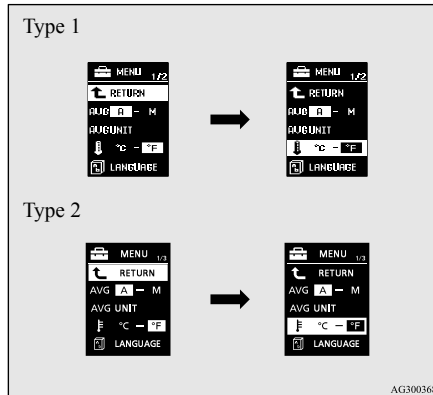 Type 1
MENU 1/2
RETURN
AVG A – M
AVG UNIT
°C – °F
LANGUAGE
MENU 1/2
RETURN
AVG A – M
AVG UNIT
°C – °F
LANGUAGE
Type 2
MENU 1/3
RETURN
AVG A – M
AVG UNIT
°C – °F
LANGUAGE
MENU 1/3
RETURN
AVG A – M
AVG UNIT
°C – °F
LANGUAGE
AG300368